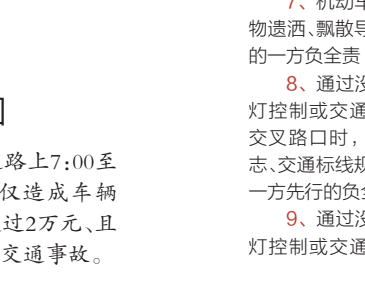 路上7:00至
仅造成车辆
过2万元、且
交通事故。
7、机动车
物遗洒、飘散导
的一方负全责
8、通过没
灯控制或交通
交叉路口时，
志、交通标线规
一方先行的负全
9、通过没
灯控制或交通